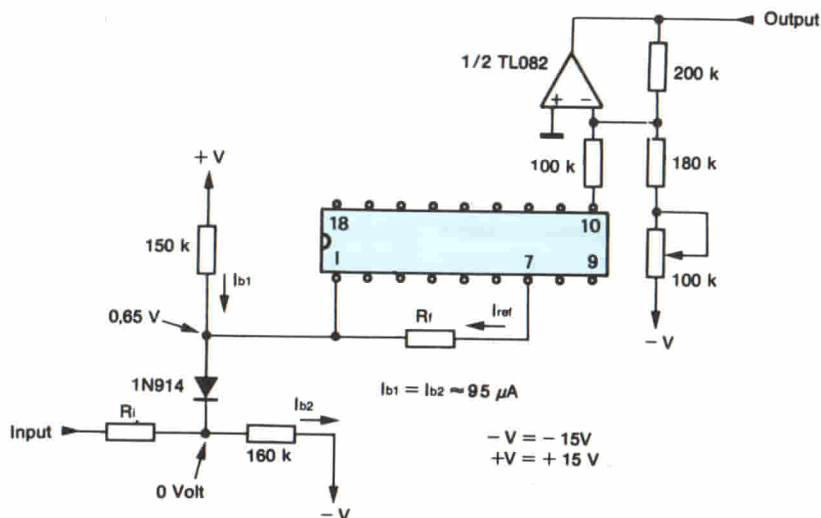 Output
1/2 TL082
+
−
200 k
100 k
180 k
+ V
18
10
150 k
1
7
9
100 k
Ib1
0,65 V
Rf
Iref
− V
1N914
Ib1 = Ib2 ≈ 95 µA
Ri
Ib2
Input
160 k
− V = − 15V
+V = + 15 V
0 Volt
− V